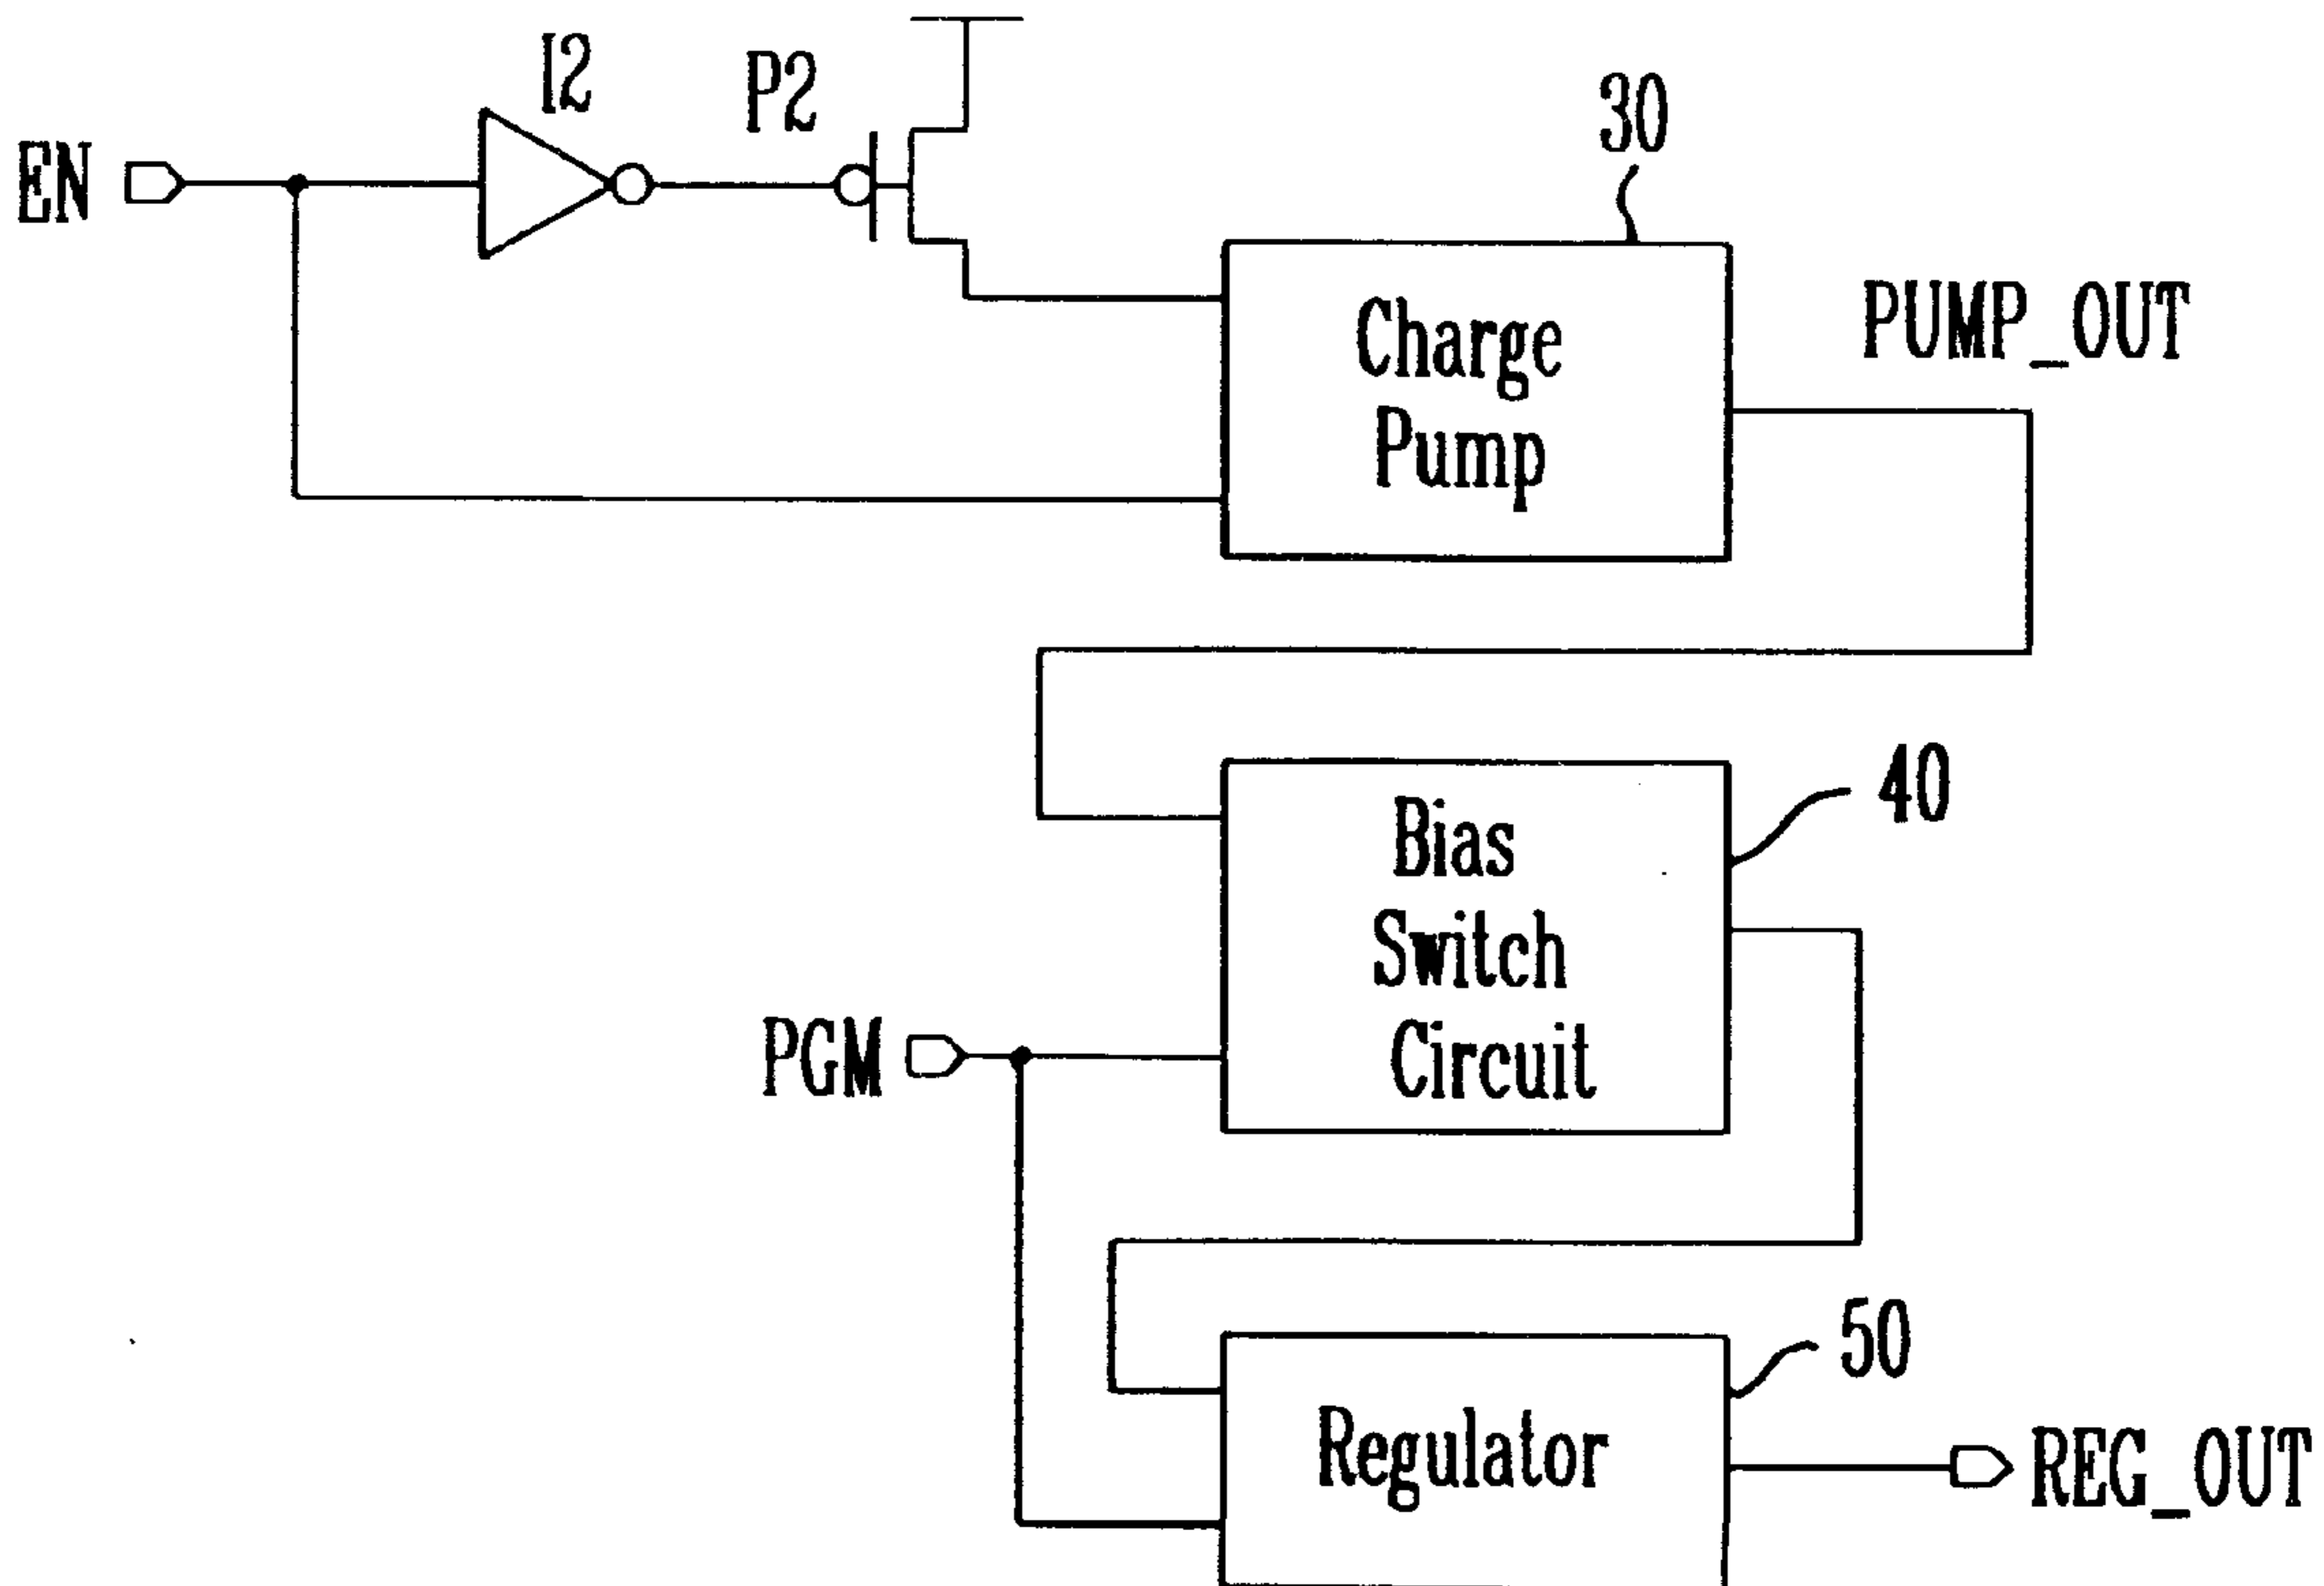 I2
P2
30
EN
Charge
Pump
PUMP_OUT
40
Bias
Switch
Circuit
PGM
50
Regulator
REG_OUT